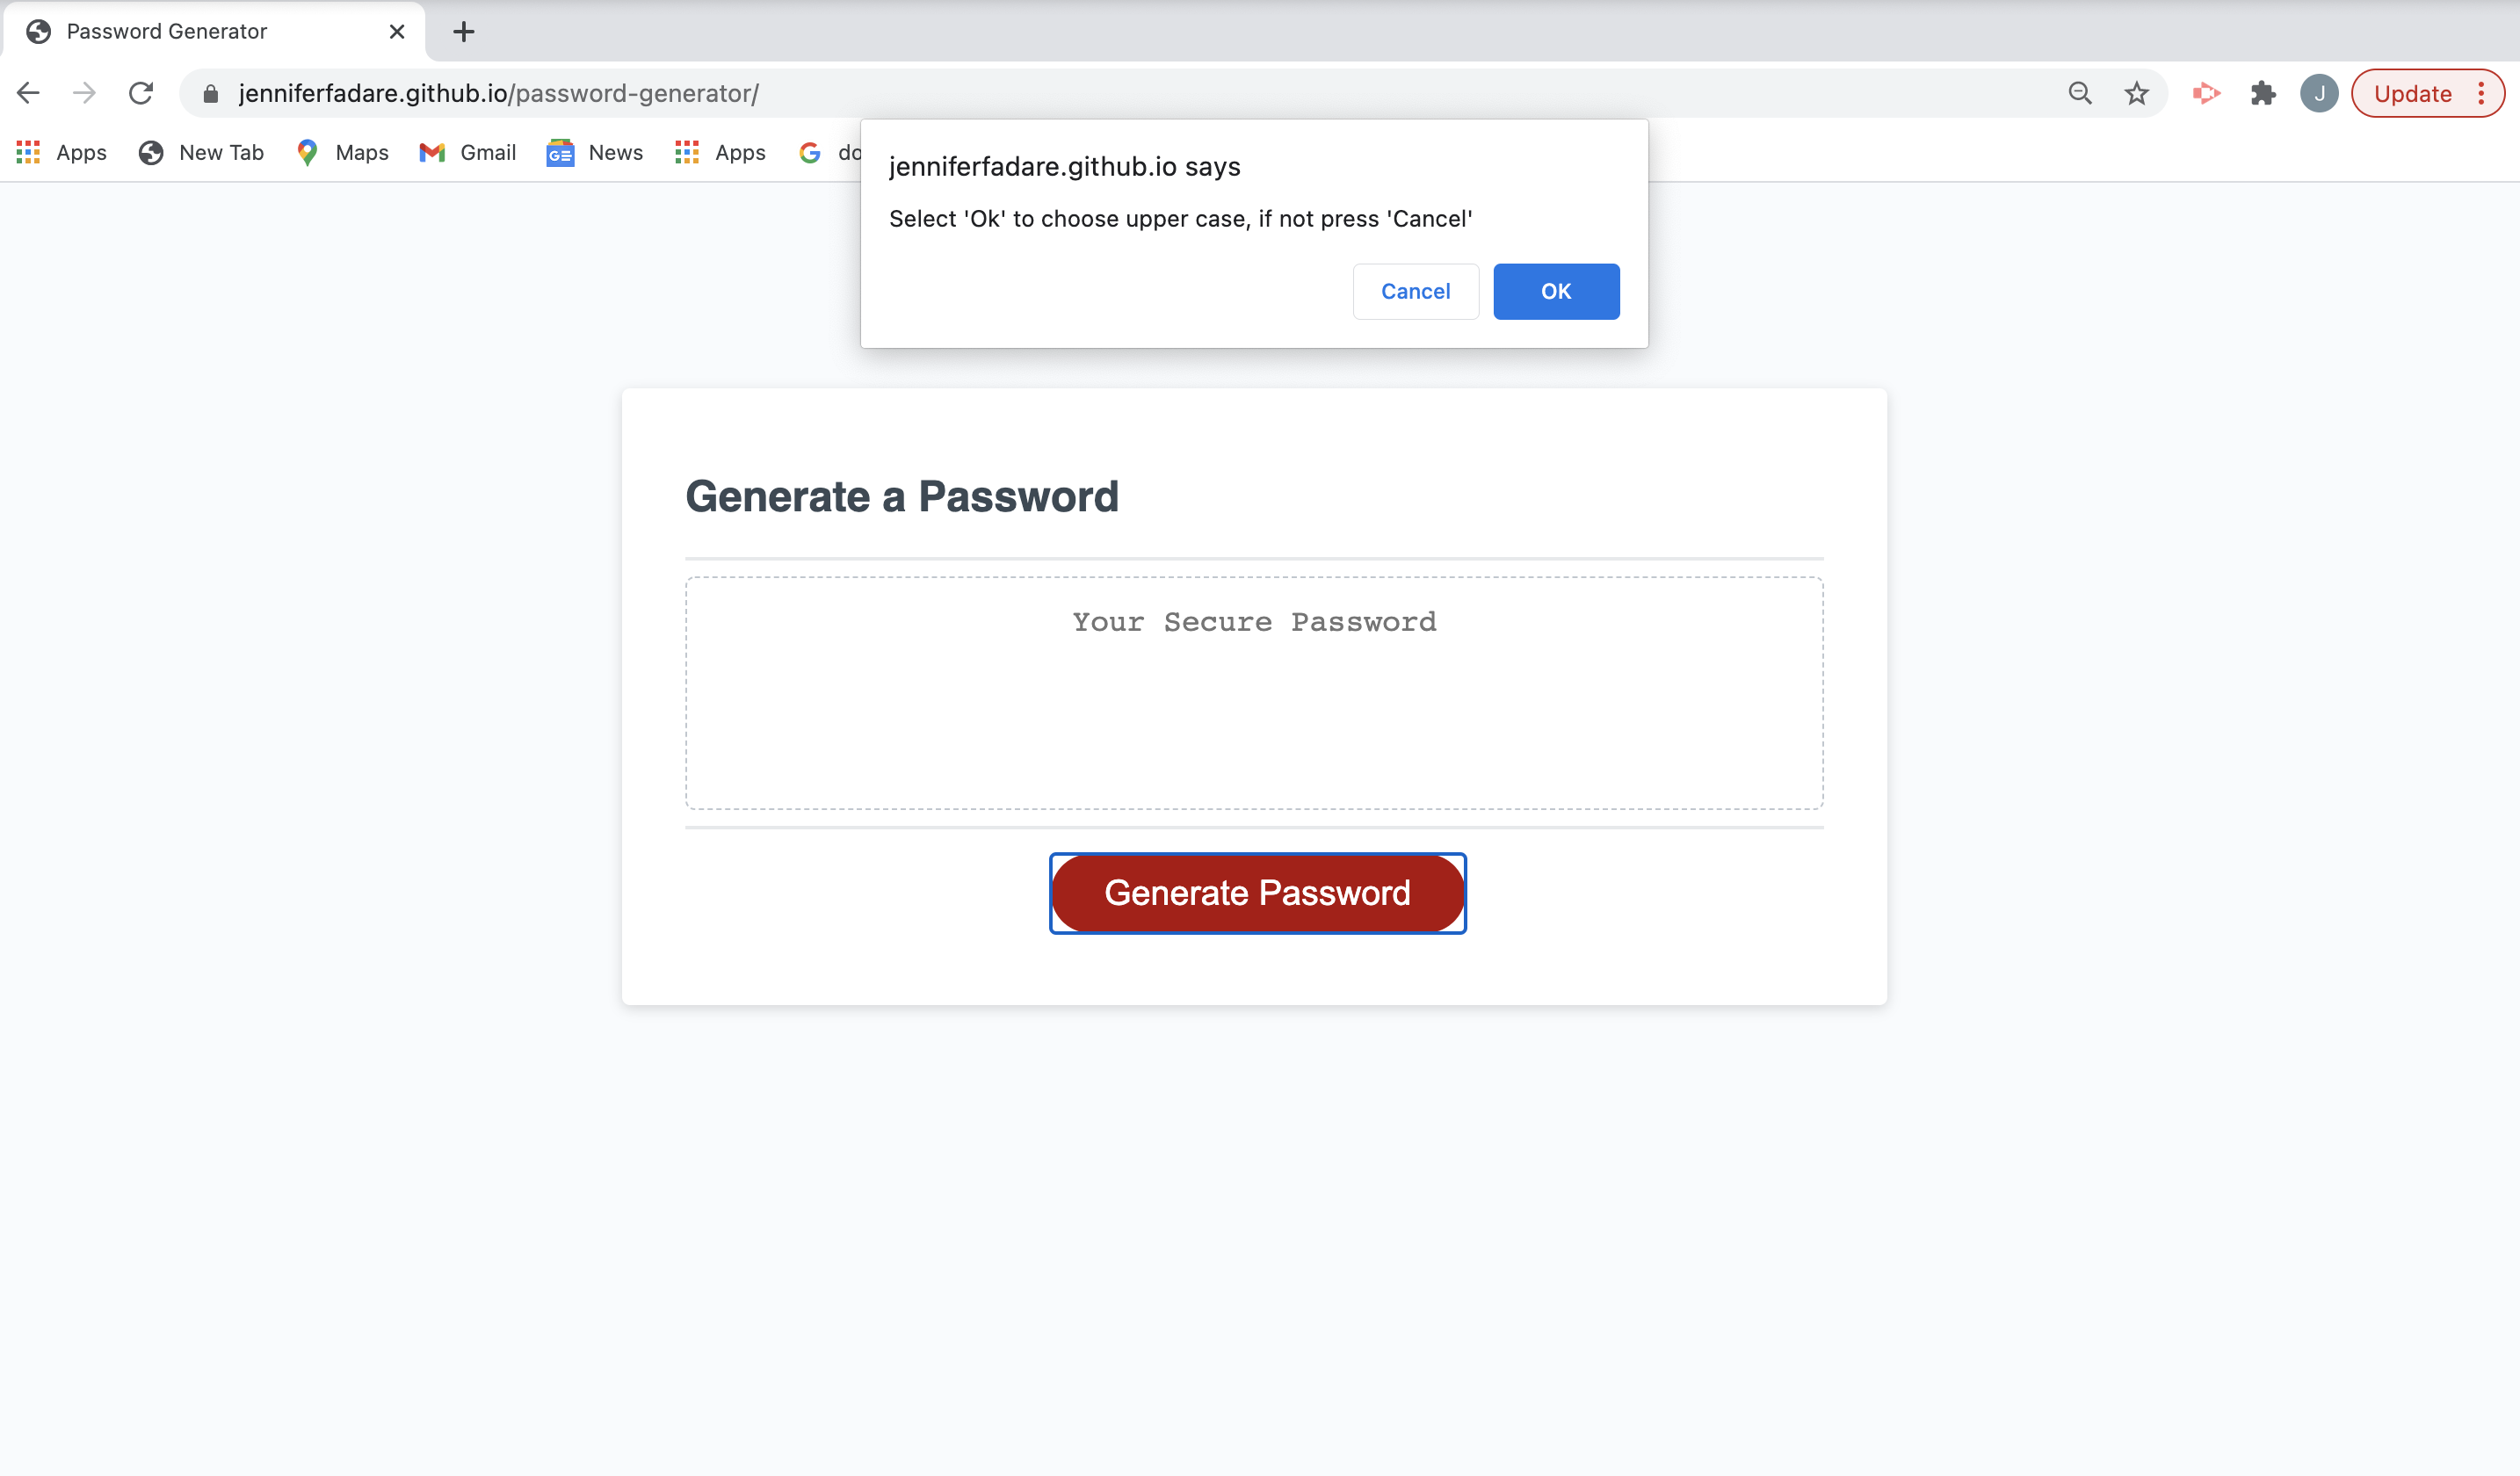 Password Generator
jenniferfadare.github.io/password-generator/
J
Update
Apps
New Tab
Maps
Gmail
News
Apps
jenniferfadare.github.io says
Select 'Ok' to choose upper case, if not press 'Cancel'
Cancel
OK
Generate a Password
Your Secure Password
Generate Password